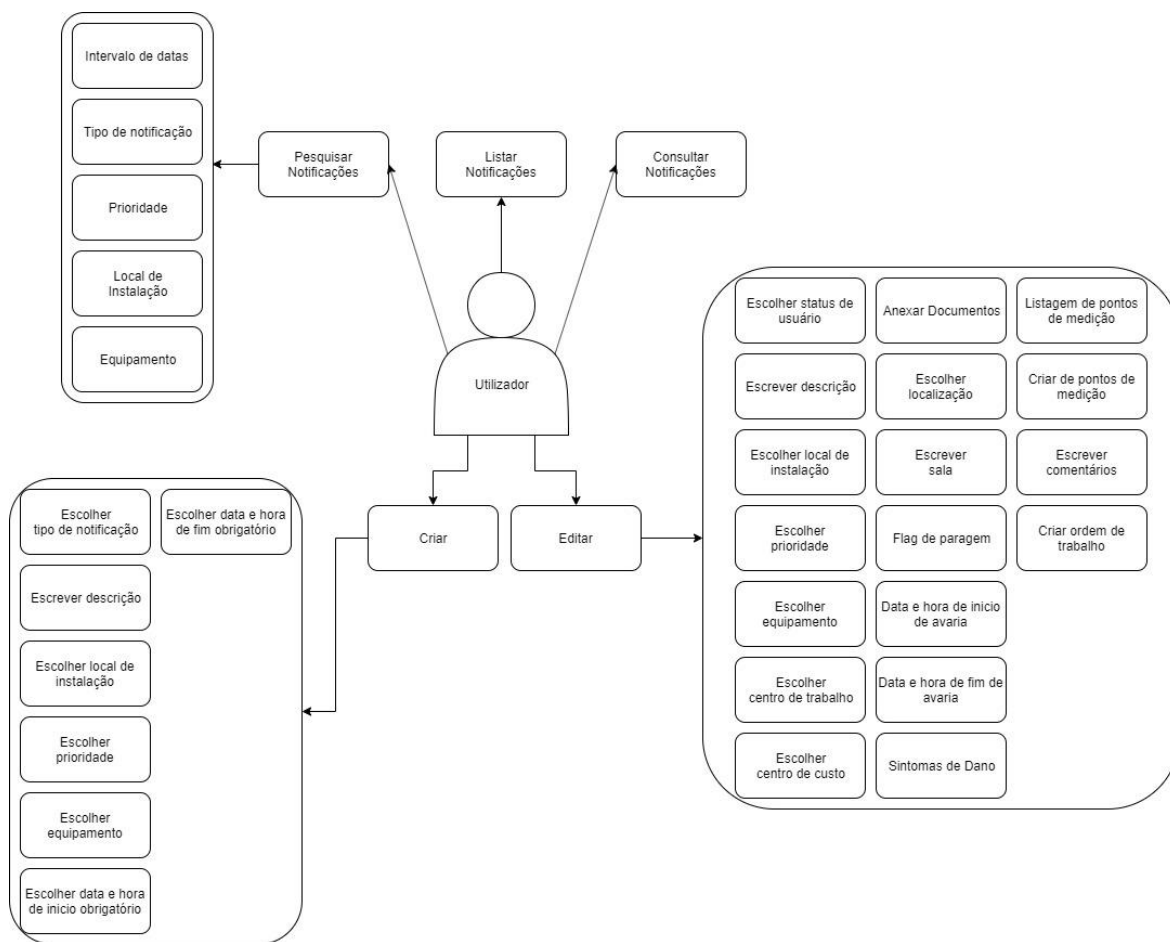 Intervalo de datas
Tipo de notificação
Prioridade
Local de
Instalação
Equipamento
Pesquisar
Notificações
Listar
Notificações
Consultar
Notificações
Utilizador
Criar
Editar
Escolher
tipo de notificação
Escrever descrição
Escolher local de
instalação
Escolher
prioridade
Escolher
equipamento
Escolher data e hora
de inicio obrigatório
Escolher data e hora
de fim obrigatório
Escolher status de
usuário
Escrever descrição
Escolher local de
instalação
Escolher
prioridade
Escolher
equipamento
Escolher
centro de trabalho
Escolher
centro de custo
Anexar Documentos
Escolher
localização
Escrever
sala
Flag de paragem
Data e hora de inicio
de avaria
Data e hora de fim de
avaria
Sintomas de Dano
Listagem de pontos
de medição
Criar de pontos de
medição
Escrever
comentários
Criar ordem de
trabalho